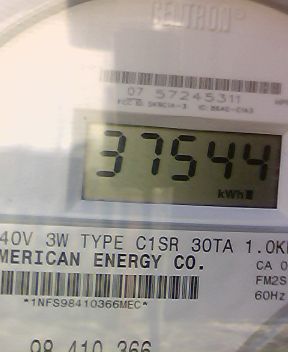 CENTRON®
07 57245311
37544
kWh
40V 3W TYPE C1SR 30TA 1.0K
MERICAN ENERGY CO.
CA 0
FM2S
60Hz
*1NFS98410366MEC*
98 410 366